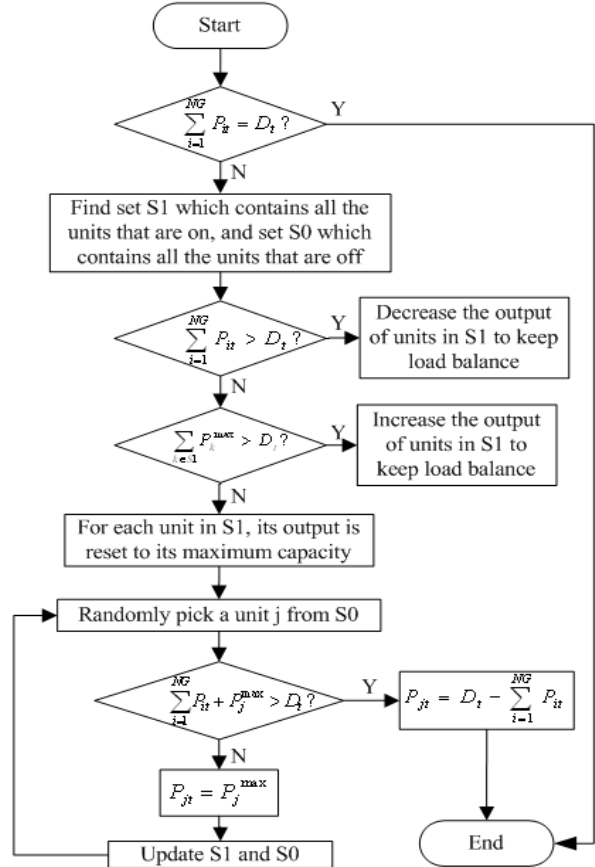 Start
NG
∑ P_it = D_t ?
i=1
Y
N
Find set S1 which contains all the
units that are on, and set S0 which
contains all the units that are off
NG
∑ P_it > D_t ?
i=1
Y
Decrease the output
of units in S1 to keep
load balance
N
∑ P_k^max > D_t ?
k∈S1
Y
Increase the output
of units in S1 to
keep load balance
N
For each unit in S1, its output is
reset to its maximum capacity
Randomly pick a unit j from S0
NG
∑ P_it + P_j^max > D_t ?
i=1
Y
NG
P_jt = D_t − ∑ P_it
i=1
N
P_jt = P_j^max
Update S1 and S0
End